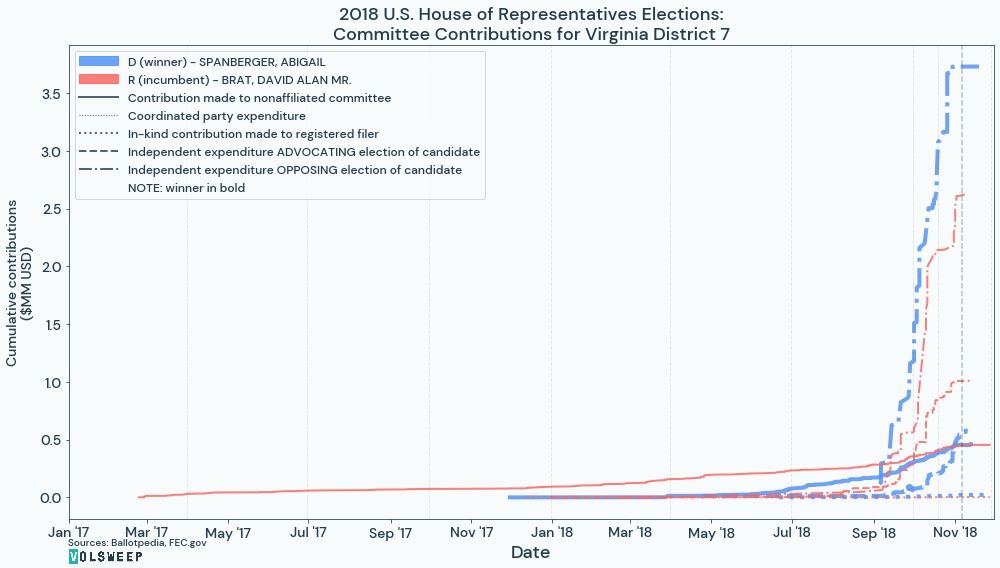 2018 U.S. House of Representatives Elections:
Committee Contributions for Virginia District 7
D (winner) - SPANBERGER, ABIGAIL
R (incumbent) - BRAT, DAVID ALAN MR.
Contribution made to nonaffiliated committee
Coordinated party expenditure
In-kind contribution made to registered filer
Independent expenditure ADVOCATING election of candidate
Independent expenditure OPPOSING election of candidate
NOTE: winner in bold
Cumulative contributions
($MM USD)
3.5
3.0
2.5
2.0
1.5
1.0
0.5
0.0
Jan '17 Mar '17 May '17 Jul '17 Sep '17 Nov '17 Jan '18 Mar '18 May '18 Jul '18 Sep '18 Nov '18
Date
Sources: Ballotpedia, FEC.gov
VOLSWEEP